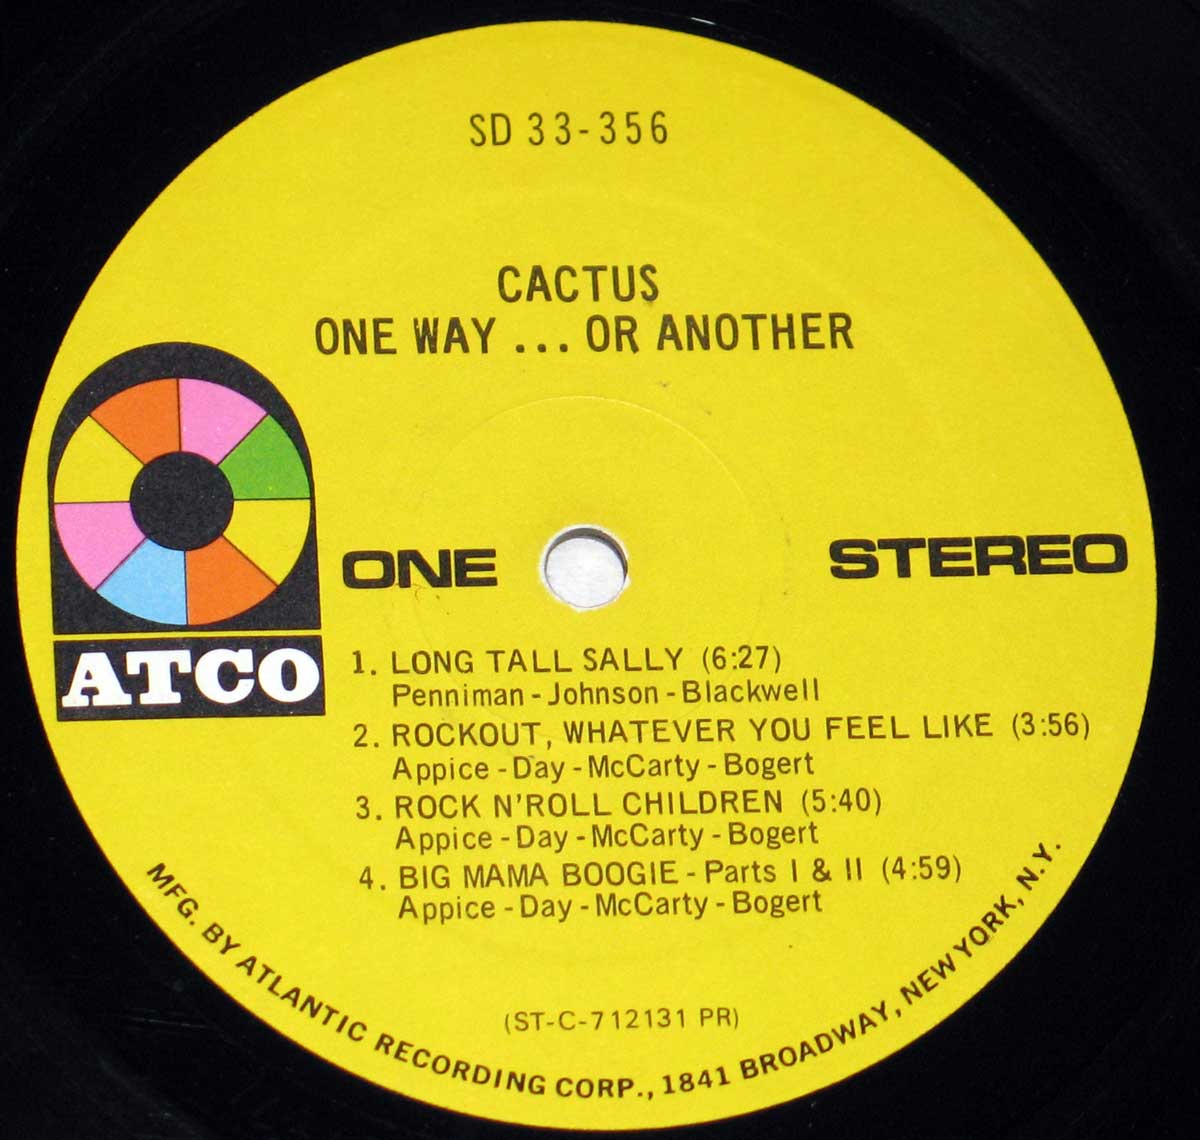 SD 33-356
CACTUS
ONE WAY ... OR ANOTHER
ATCO
ONE
STEREO
1. LONG TALL SALLY (6:27)
Penniman - Johnson - Blackwell
2. ROCKOUT, WHATEVER YOU FEEL LIKE (3:56)
Appice - Day - McCarty - Bogert
3. ROCK N'ROLL CHILDREN (5:40)
Appice - Day - McCarty - Bogert
4. BIG MAMA BOOGIE - Parts I & II (4:59)
Appice - Day - McCarty - Bogert
(ST-C-712131 PR)
MFG. BY ATLANTIC RECORDING CORP., 1841 BROADWAY, NEW YORK, N.Y.